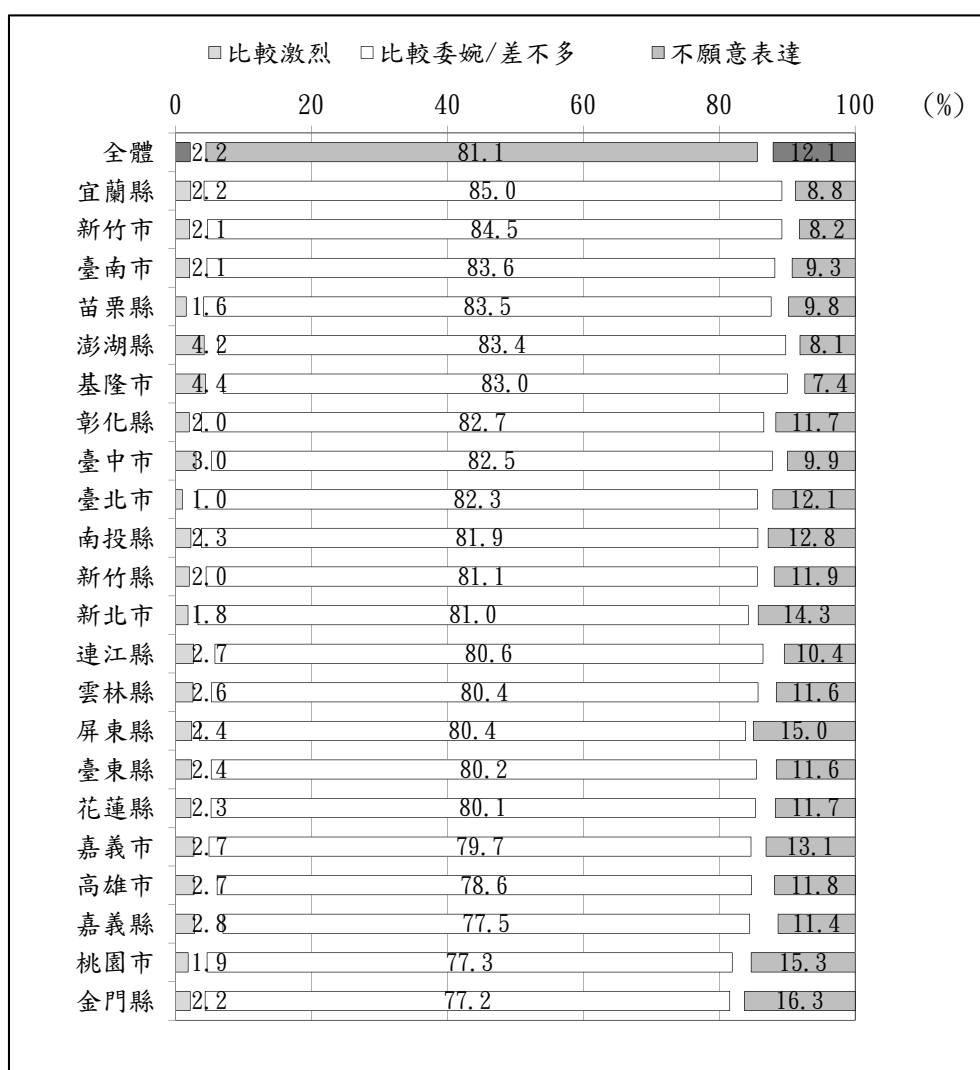 比較激烈 比較委婉/差不多 不願意表達
0 20 40 60 80 100 (%)
全體 2.2 81.1 12.1
宜蘭縣 2.2 85.0 8.8
新竹市 2.1 84.5 8.2
臺南市 2.1 83.6 9.3
苗栗縣 1.6 83.5 9.8
澎湖縣 4.2 83.4 8.1
基隆市 4.4 83.0 7.4
彰化縣 2.0 82.7 11.7
臺中市 3.0 82.5 9.9
臺北市 1.0 82.3 12.1
南投縣 2.3 81.9 12.8
新竹縣 2.0 81.1 11.9
新北市 1.8 81.0 14.3
連江縣 2.7 80.6 10.4
雲林縣 2.6 80.4 11.6
屏東縣 2.4 80.4 15.0
臺東縣 2.4 80.2 11.6
花蓮縣 2.3 80.1 11.7
嘉義市 2.7 79.7 13.1
高雄市 2.7 78.6 11.8
嘉義縣 2.8 77.5 11.4
桃園市 1.9 77.3 15.3
金門縣 2.2 77.2 16.3